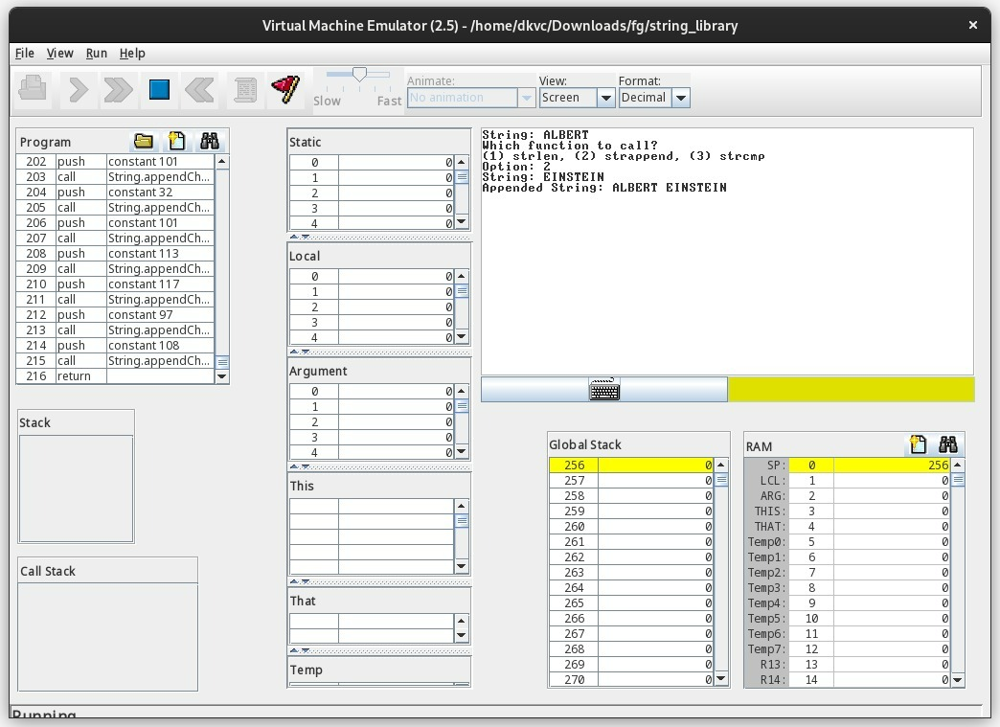 Virtual Machine Emulator (2.5) - /home/dkvc/Downloads/fg/string_library
×
File View Run Help
Slow Fast
Animate:
No animation
View:
Screen
Format:
Decimal
Program
202 push constant 101
203 call String.appendCh...
204 push constant 32
205 call String.appendCh...
206 push constant 101
207 call String.appendCh...
208 push constant 113
209 call String.appendCh...
210 push constant 117
211 call String.appendCh...
212 push constant 97
213 call String.appendCh...
214 push constant 108
215 call String.appendCh...
216 return
Stack
Call Stack
Static
0 0
1 0
2 0
3 0
4 0
Local
0 0
1 0
2 0
3 0
4 0
Argument
0 0
1 0
2 0
3 0
4 0
This
That
Temp
String: ALBERT
Which function to call?
(1) strlen, (2) strappend, (3) strcmp
Option: 2
String: EINSTEIN
Appended String: ALBERT EINSTEIN
Global Stack
256 0
257 0
258 0
259 0
260 0
261 0
262 0
263 0
264 0
265 0
266 0
267 0
268 0
269 0
270 0
RAM
SP: 0 256
LCL: 1 0
ARG: 2 0
THIS: 3 0
THAT: 4 0
Temp0: 5 0
Temp1: 6 0
Temp2: 7 0
Temp3: 8 0
Temp4: 9 0
Temp5: 10 0
Temp6: 11 0
Temp7: 12 0
R13: 13 0
R14: 14 0
Running